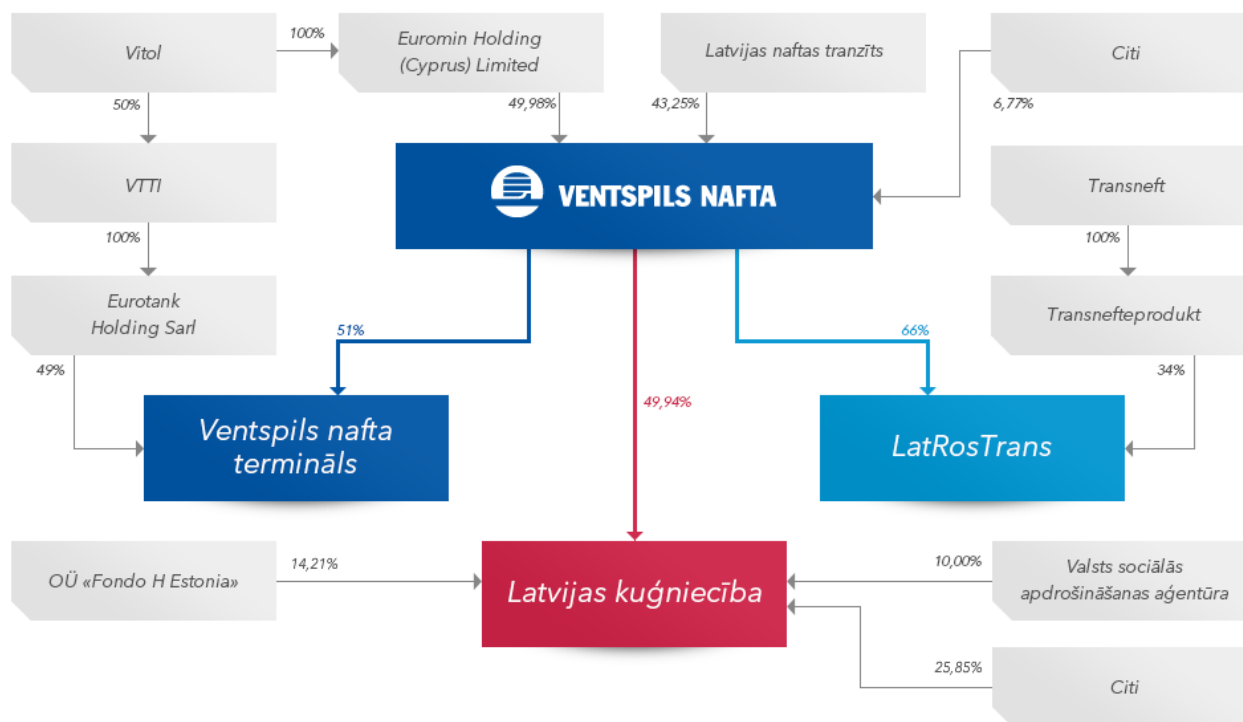 Vitol
100%
Euromin Holding
(Cyprus) Limited
Latvijas naftas tranzīts
Citi
50%
49,98%
43,25%
6,77%
VTTI
VENTSPILS NAFTA
Transneft
100%
100%
Eurotank
Holding Sarl
Transnefteprodukt
51%
66%
49%
34%
49,94%
Ventspils nafta
termināls
LatRosTrans
OÜ «Fondo H Estonia»
14,21%
Latvijas kuģniecība
10,00%
Valsts sociālās
apdrošināšanas aģentūra
25,85%
Citi